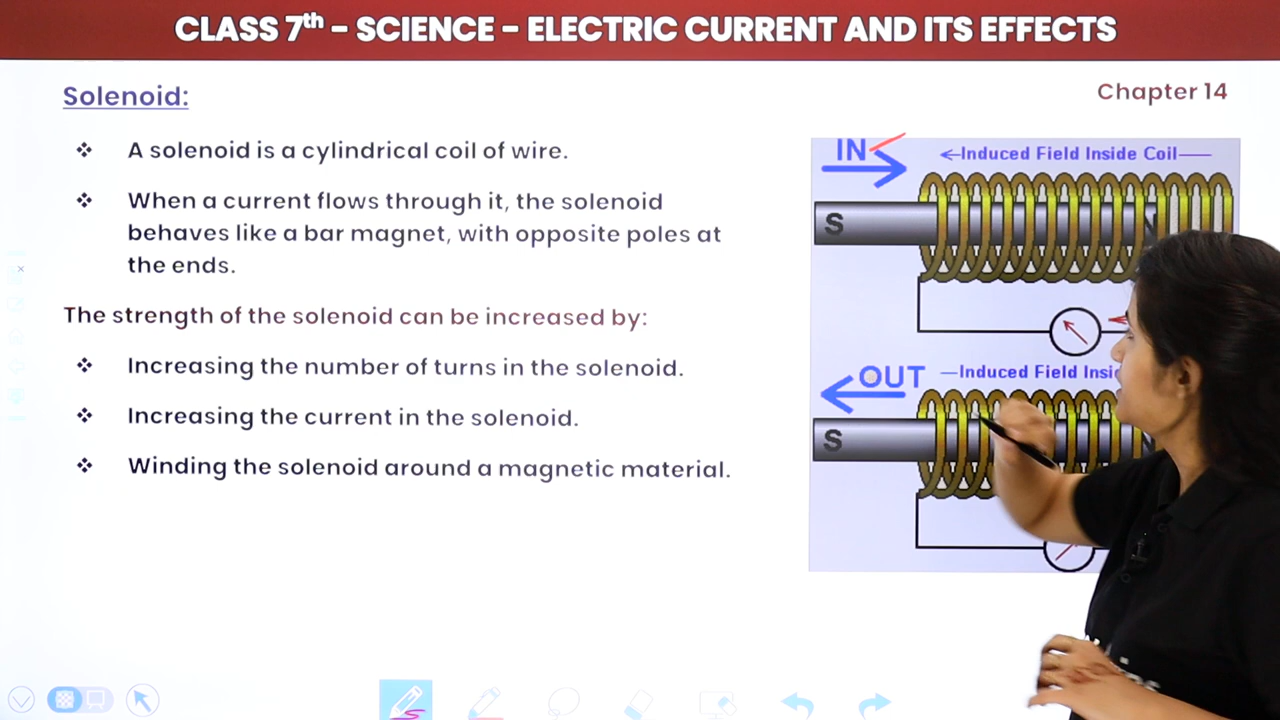 CLASS 7th – SCIENCE – ELECTRIC CURRENT AND ITS EFFECTS
Chapter 14
Solenoid:
❖ A solenoid is a cylindrical coil of wire.
❖ When a current flows through it, the solenoid
behaves like a bar magnet, with opposite poles at
the ends.
The strength of the solenoid can be increased by:
❖ Increasing the number of turns in the solenoid.
❖ Increasing the current in the solenoid.
❖ Winding the solenoid around a magnetic material.
IN
Induced Field Inside Coil
S
N
OUT
Induced Field
S